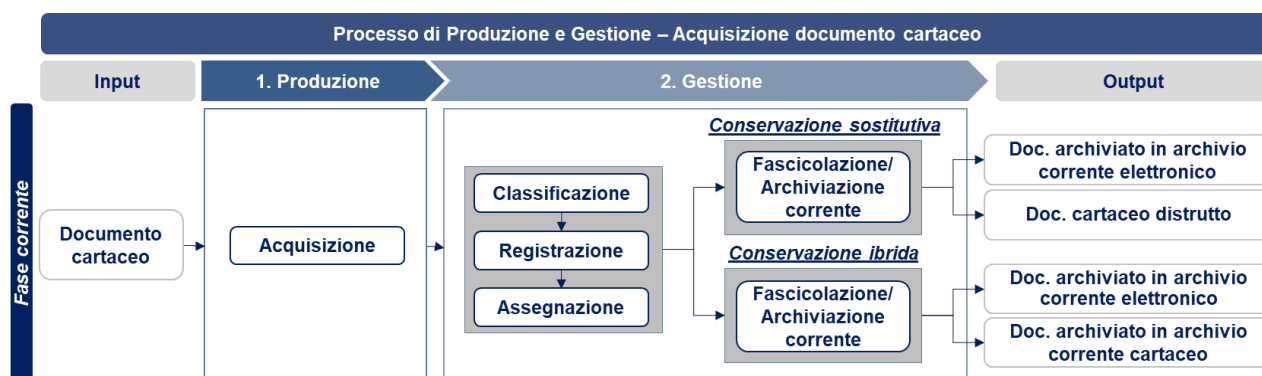 Processo di Produzione e Gestione – Acquisizione documento cartaceo
Input
1. Produzione
2. Gestione
Output
Fase corrente
Documento
cartaceo
Acquisizione
Classificazione
Registrazione
Assegnazione
Conservazione sostitutiva
Fascicolazione/
Archiviazione
corrente
Conservazione ibrida
Fascicolazione/
Archiviazione
corrente
Doc. archiviato in archivio
corrente elettronico
Doc. cartaceo distrutto
Doc. archiviato in archivio
corrente elettronico
Doc. archiviato in archivio
corrente cartaceo